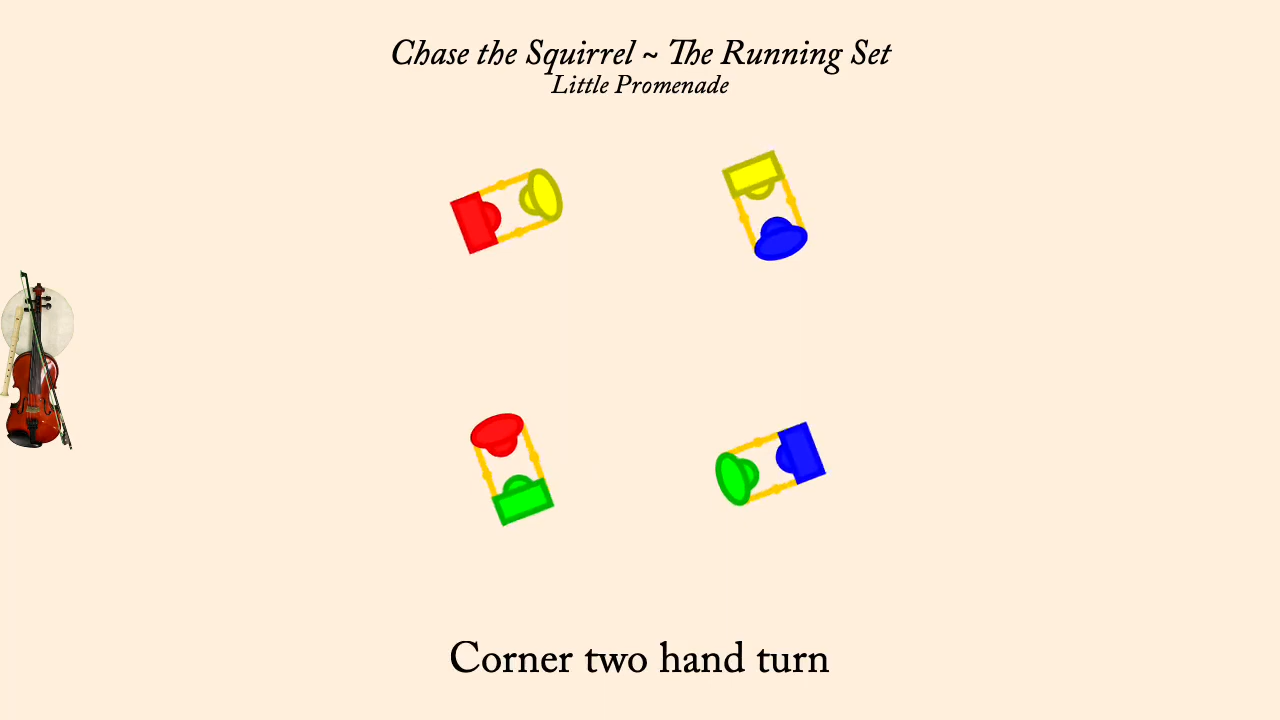 Chase the Squirrel ~ The Running Set
Little Promenade
Corner two hand turn